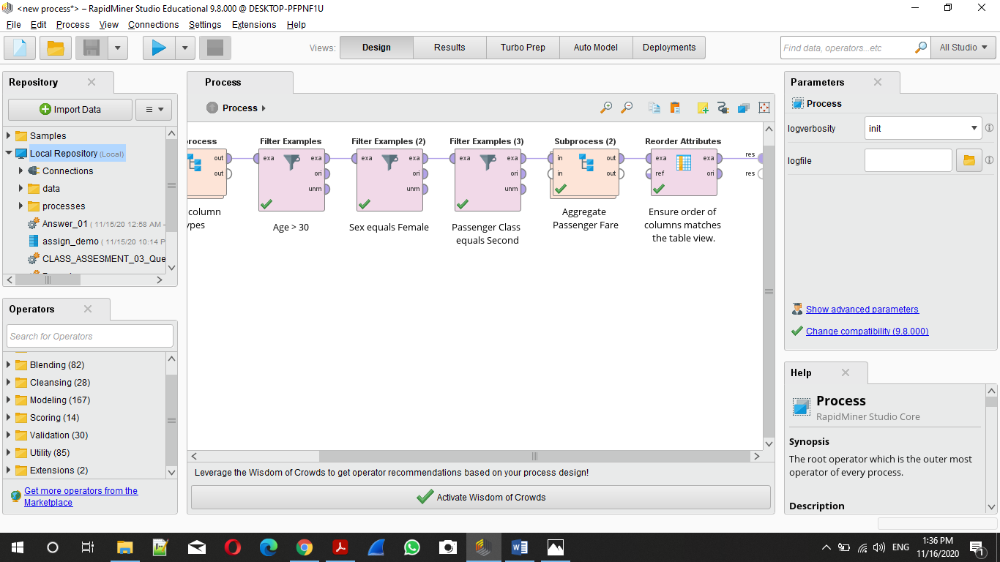 <new process*> – RapidMiner Studio Educational 9.8.000 @ DESKTOP-PFPNF1U
File Edit Process View Connections Settings Extensions Help
Views: Design Results Turbo Prep Auto Model Deployments
Find data, operators...etc
All Studio
Repository
Import Data
Samples
Local Repository (Local)
Connections
data
processes
Answer_01 ( 11/15/20 12:58 AM –
assign_demo ( 11/15/20 10:14 P
CLASS_ASSESMENT_03_Que
Operators
Search for Operators
Blending (82)
Cleansing (28)
Modeling (167)
Scoring (14)
Validation (30)
Utility (85)
Extensions (2)
Get more operators from the
Marketplace
Process
Process
rocess
out
out
column
ypes
Filter Examples
exa exa
ori
unm
Age > 30
Filter Examples (2)
exa exa
ori
unm
Sex equals Female
Filter Examples (3)
exa exa
ori
unm
Passenger Class
equals Second
Subprocess (2)
in out
in out
Aggregate
Passenger Fare
Reorder Attributes
exa exa
ref ori
Ensure order of
columns matches
the table view.
res
res
Leverage the Wisdom of Crowds to get operator recommendations based on your process design!
Activate Wisdom of Crowds
Parameters
Process
logverbosity init
logfile
Show advanced parameters
Change compatibility (9.8.000)
Help
Process
RapidMiner Studio Core
Synopsis
The root operator which is the outer most
operator of every process.
Description
ENG
1:36 PM
11/16/2020
1